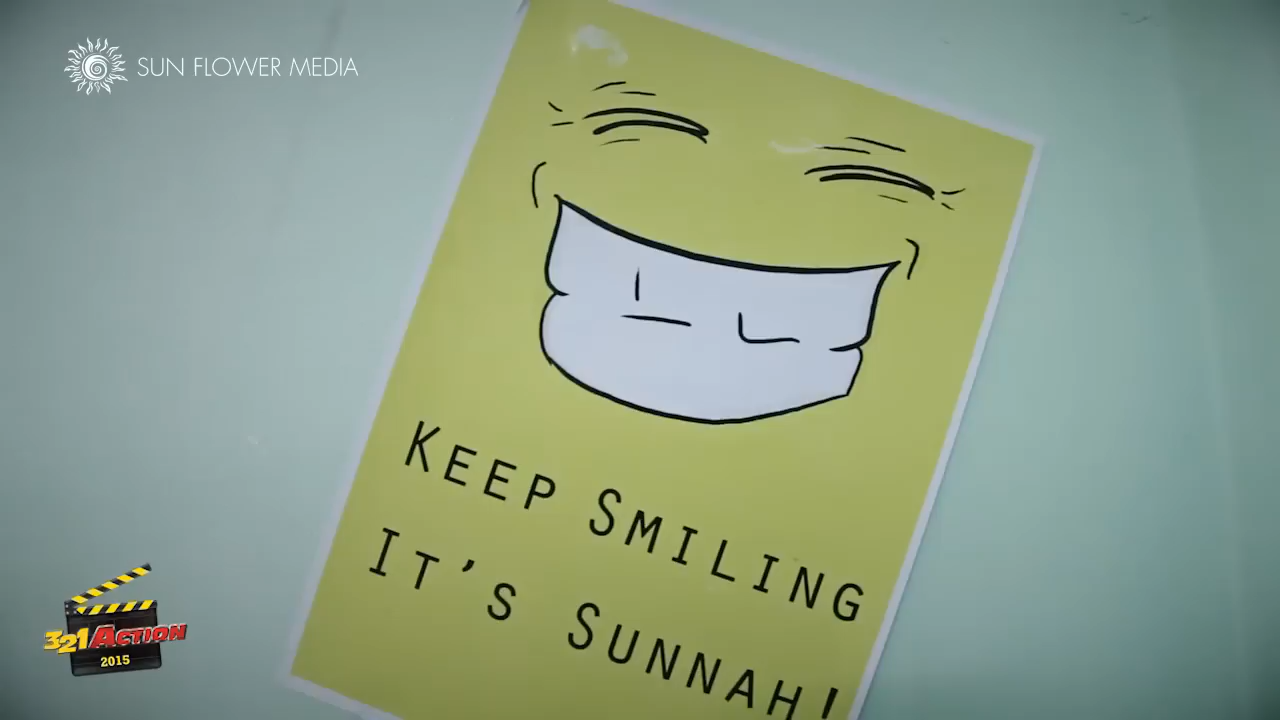 SUN FLOWER MEDIA
KEEP SMILING
IT'S SUNNAH!
321 ACTION
2015